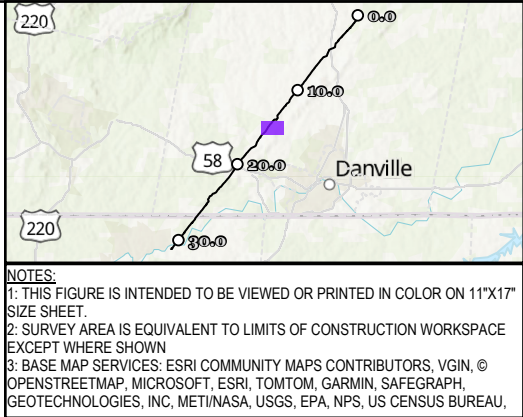 220
0.0
10.0
58
20.0
Danville
220
30.0
NOTES:
1: THIS FIGURE IS INTENDED TO BE VIEWED OR PRINTED IN COLOR ON 11"X17"
SIZE SHEET.
2: SURVEY AREA IS EQUIVALENT TO LIMITS OF CONSTRUCTION WORKSPACE
EXCEPT WHERE SHOWN
3: BASE MAP SERVICES: ESRI COMMUNITY MAPS CONTRIBUTORS, VGIN, ©
OPENSTREETMAP, MICROSOFT, ESRI, TOMTOM, GARMIN, SAFEGRAPH,
GEOTECHNOLOGIES, INC, METI/NASA, USGS, EPA, NPS, US CENSUS BUREAU,